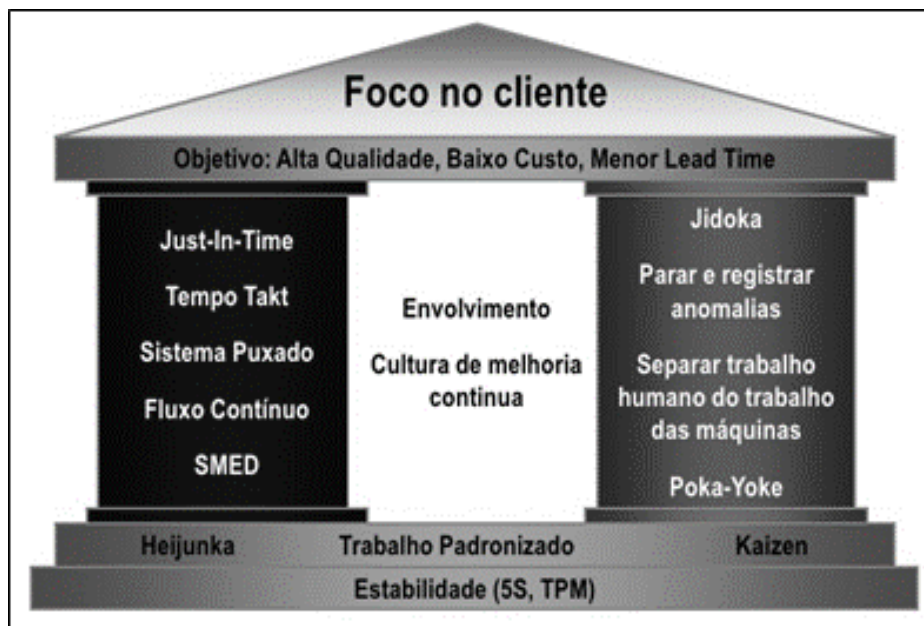 Foco no cliente
Objetivo: Alta Qualidade, Baixo Custo, Menor Lead Time
Just-In-Time
Tempo Takt
Sistema Puxado
Fluxo Contínuo
SMED
Envolvimento
Cultura de melhoria
continua
Jidoka
Parar e registrar
anomalias
Separar trabalho
humano do trabalho
das máquinas
Poka-Yoke
Heijunka Trabalho Padronizado Kaizen
Estabilidade (5S, TPM)